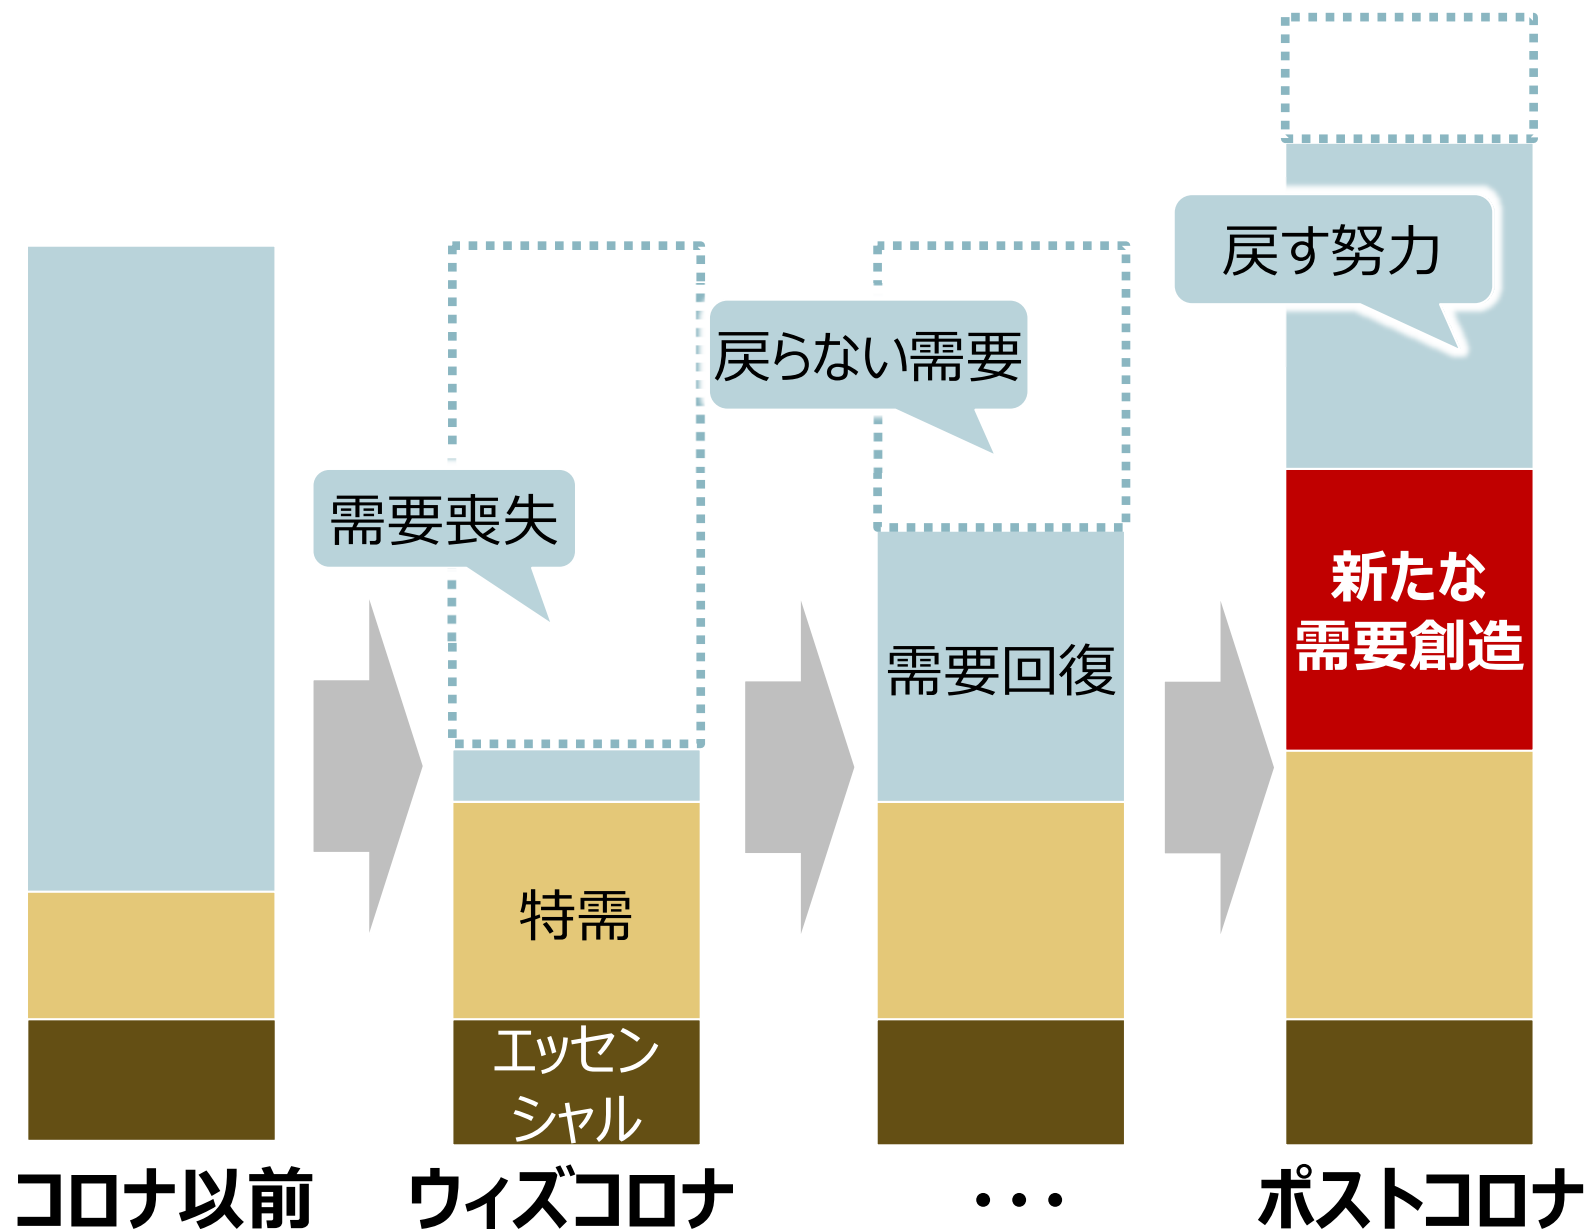 戻す努力
戻らない需要
需要喪失
新たな
需要創造
需要回復
特需
エッセン
シャル
コロナ以前
ウィズコロナ
・・・
ポストコロナ